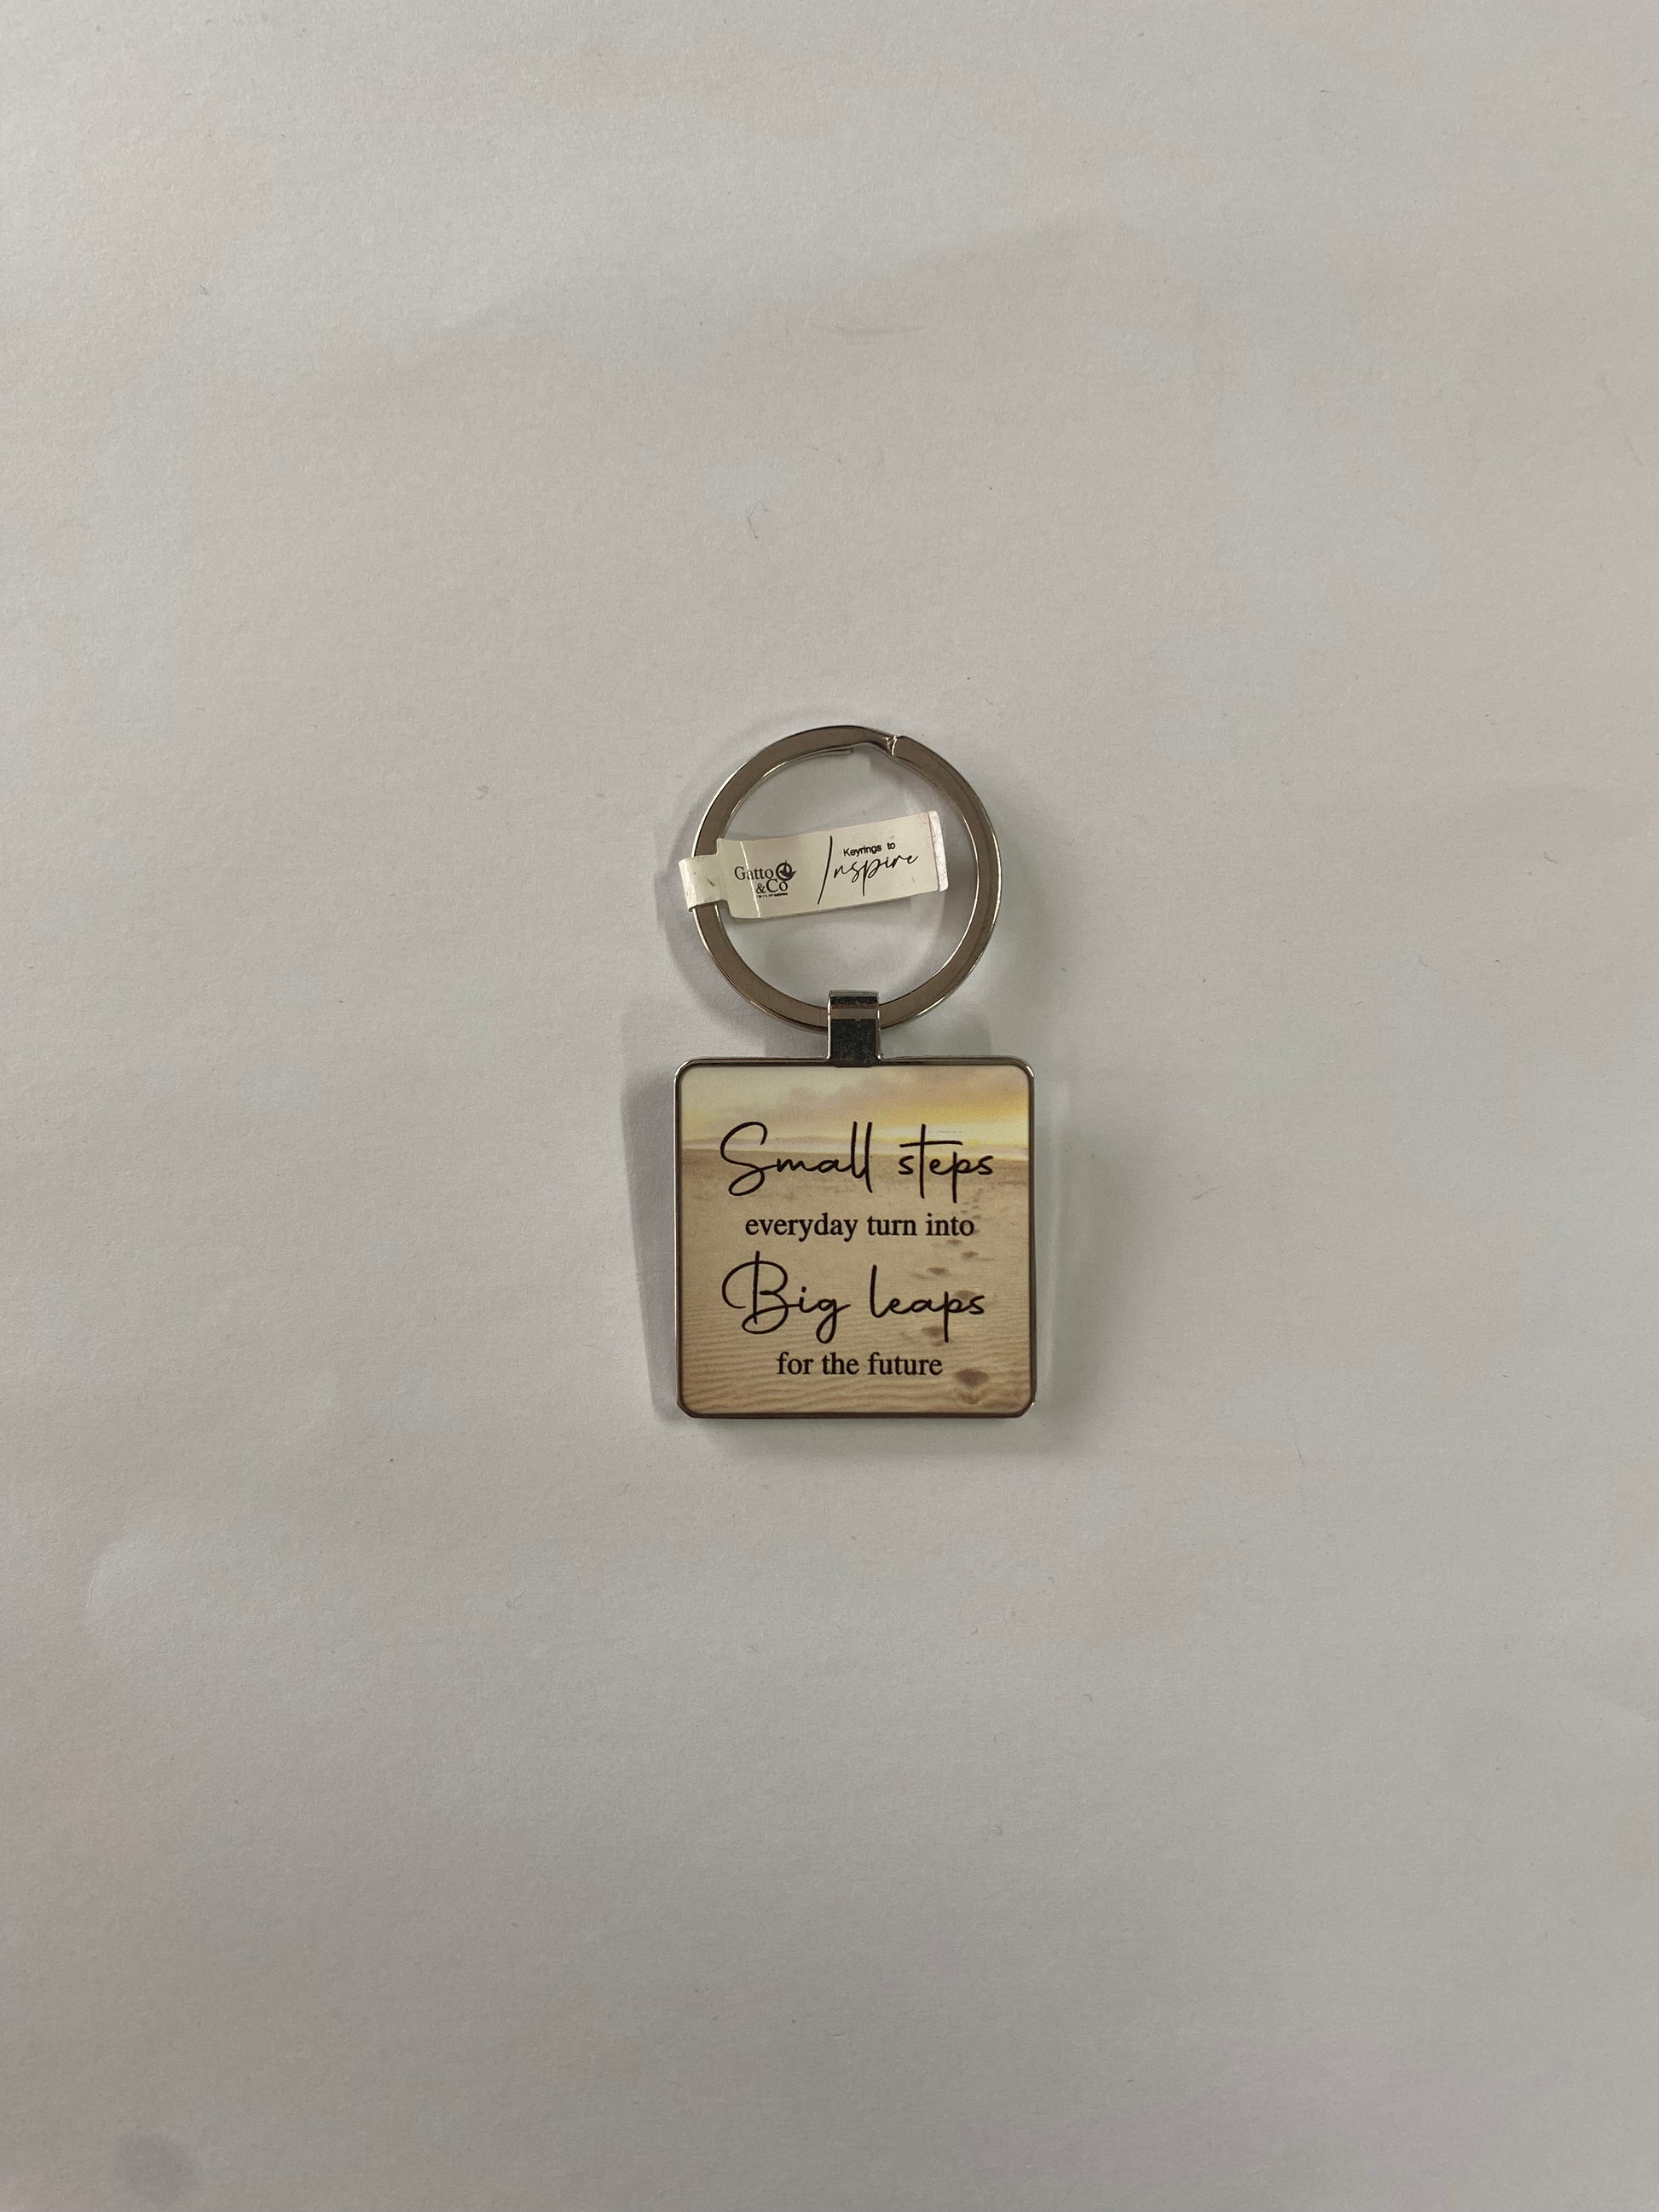 Gatto
&Co
Keyrings to
Inspire
Small steps
everyday turn into
Big leaps
for the future